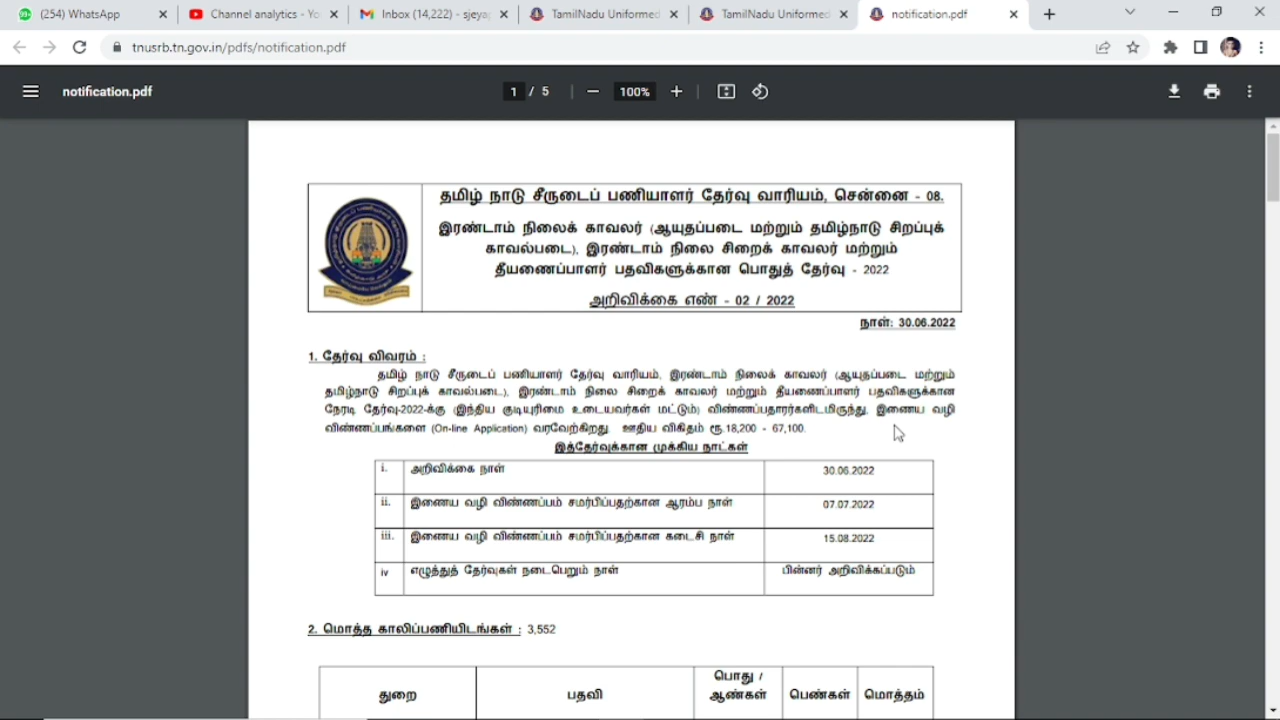 (254) WhatsApp
Channel analytics - Yo
Inbox (14,222) - sjeya
TamilNadu Uniformed
TamilNadu Uniformed
notification.pdf
tnusrb.tn.gov.in/pdfs/notification.pdf
notification.pdf
1 / 5
100%
தமிழ் நாடு சீருடைப் பணியாளர் தேர்வு வாரியம், சென்னை - 08.
இரண்டாம் நிலைக் காவலர் (ஆயுதப்படை மற்றும் தமிழ்நாடு சிறப்புக்
காவல்படை), இரண்டாம் நிலை சிறைக் காவலர் மற்றும்
தீயணைப்பாளர் பதவிகளுக்கான பொதுத் தேர்வு - 2022
அறிவிக்கை எண் - 02 / 2022
நாள்: 30.06.2022
1. தேர்வு விவரம் :
தமிழ் நாடு சீருடைப் பணியாளர் தேர்வு வாரியம், இரண்டாம் நிலைக் காவலர் (ஆயுதப்படை மற்றும்
தமிழ்நாடு சிறப்புக் காவல்படை), இரண்டாம் நிலை சிறைக் காவலர் மற்றும் தீயணைப்பாளர் பதவிகளுக்கான
நேரடி தேர்வு-2022-க்கு (இந்திய குடியுரிமை உடையவர்கள் மட்டும்) விண்ணப்பதாரர்களிடமிருந்து, இணைய வழி
விண்ணப்பங்களை (On-line Application) வரவேற்கிறது. ஊதிய விகிதம் ரூ.18,200 - 67,100.
இத்தேர்வுக்கான முக்கிய நாட்கள்
i. அறிவிக்கை நாள் 30.06.2022
ii. இணைய வழி விண்ணப்பம் சமர்பிப்பதற்கான ஆரம்ப நாள் 07.07.2022
iii. இணைய வழி விண்ணப்பம் சமர்பிப்பதற்கான கடைசி நாள் 15.08.2022
iv எழுத்துத் தேர்வுகள் நடைபெறும் நாள் பின்னர் அறிவிக்கப்படும்
2. மொத்த காலிப்பணியிடங்கள் : 3,552
பொது /
துறை பதவி ஆண்கள் பெண்கள் மொத்தம்